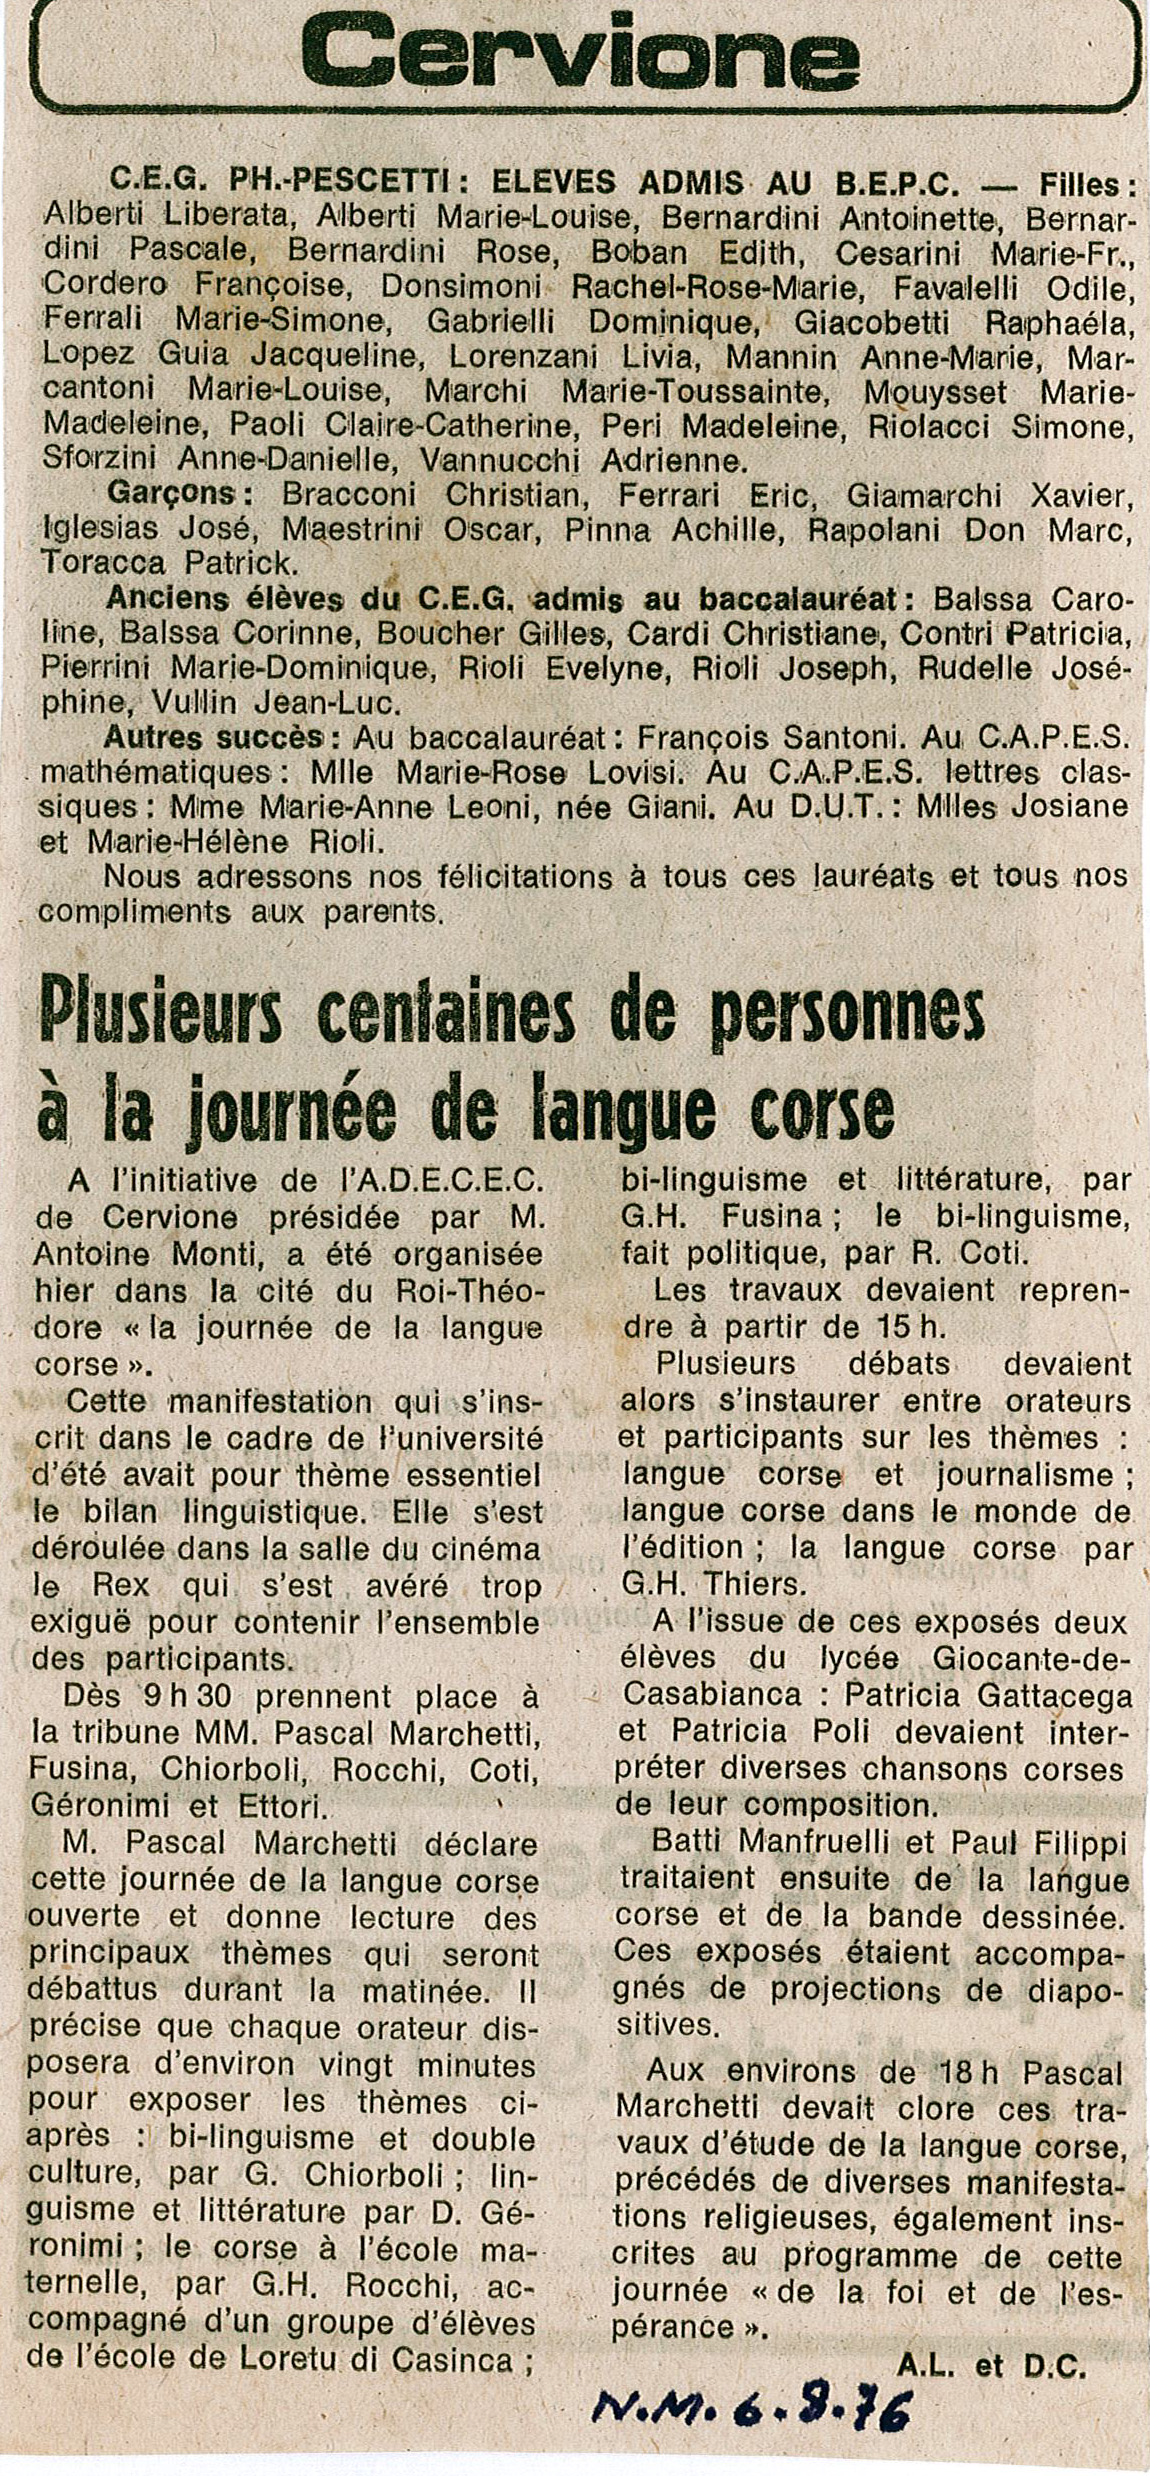 Cervione
C.E.G. PH.-PESCETTI : ELEVES ADMIS AU B.E.P.C. — Filles :
Alberti Liberata, Alberti Marie-Louise, Bernardini Antoinette, Bernar-
dini Pascale, Bernardini Rose, Boban Edith, Cesarini Marie-Fr.,
Cordero Françoise, Donsimoni Rachel-Rose-Marie, Favalelli Odile,
Ferrali Marie-Simone, Gabrielli Dominique, Giacobetti Raphaéla,
Lopez Guia Jacqueline, Lorenzani Livia, Mannin Anne-Marie, Mar-
cantoni Marie-Louise, Marchi Marie-Toussainte, Mouysset Marie-
Madeleine, Paoli Claire-Catherine, Peri Madeleine, Riolacci Simone,
Sforzini Anne-Danielle, Vannucchi Adrienne.
Garçons : Bracconi Christian, Ferrari Eric, Giamarchi Xavier,
Iglesias José, Maestrini Oscar, Pinna Achille, Rapolani Don Marc,
Toracca Patrick.
Anciens élèves du C.E.G. admis au baccalauréat : Balssa Caro-
line, Balssa Corinne, Boucher Gilles, Cardi Christiane, Contri Patricia,
Pierrini Marie-Dominique, Rioli Evelyne, Rioli Joseph, Rudelle José-
phine, Vullin Jean-Luc.
Autres succès : Au baccalauréat : François Santoni. Au C.A.P.E.S.
mathématiques : Mlle Marie-Rose Lovisi. Au C.A.P.E.S. lettres clas-
siques : Mme Marie-Anne Leoni, née Giani. Au D.U.T. : Mlles Josiane
et Marie-Hélène Rioli.
Nous adressons nos félicitations à tous ces lauréats et tous nos
compliments aux parents.
Plusieurs centaines de personnes
à la journée de langue corse
A l'initiative de l'A.D.E.C.E.C.
de Cervione présidée par M.
Antoine Monti, a été organisée
hier dans la cité du Roi-Théo-
dore « la journée de la langue
corse ».
Cette manifestation qui s'ins-
crit dans le cadre de l'université
d'été avait pour thème essentiel
le bilan linguistique. Elle s'est
déroulée dans la salle du cinéma
le Rex qui s'est avéré trop
exiguë pour contenir l'ensemble
des participants.
Dès 9 h 30 prennent place à
la tribune MM. Pascal Marchetti,
Fusina, Chiorboli, Rocchi, Coti,
Géronimi et Ettori.
M. Pascal Marchetti déclare
cette journée de la langue corse
ouverte et donne lecture des
principaux thèmes qui seront
débattus durant la matinée. Il
précise que chaque orateur dis-
posera d'environ vingt minutes
pour exposer les thèmes ci-
après : bi-linguisme et double
culture, par G. Chiorboli ; lin-
guisme et littérature par D. Gé-
ronimi ; le corse à l'école ma-
ternelle, par G.H. Rocchi, ac-
compagné d'un groupe d'élèves
de l'école de Loretu di Casinca ;
bi-linguisme et littérature, par
G.H. Fusina ; le bi-linguisme,
fait politique, par R. Coti.
Les travaux devaient repren-
dre à partir de 15 h.
Plusieurs débats devaient
alors s'instaurer entre orateurs
et participants sur les thèmes :
langue corse et journalisme ;
langue corse dans le monde de
l'édition ; la langue corse par
G.H. Thiers.
A l'issue de ces exposés deux
élèves du lycée Giocante-de-
Casabianca : Patricia Gattacega
et Patricia Poli devaient inter-
préter diverses chansons corses
de leur composition.
Batti Manfruelli et Paul Filippi
traitaient ensuite de la langue
corse et de la bande dessinée.
Ces exposés étaient accompa-
gnés de projections de diapo-
sitives.
Aux environs de 18 h Pascal
Marchetti devait clore ces tra-
vaux d'étude de la langue corse,
précédés de diverses manifesta-
tions religieuses, également ins-
crites au programme de cette
journée « de la foi et de l'es-
pérance ».
A.L. et D.C.
N.M. 6.8.76